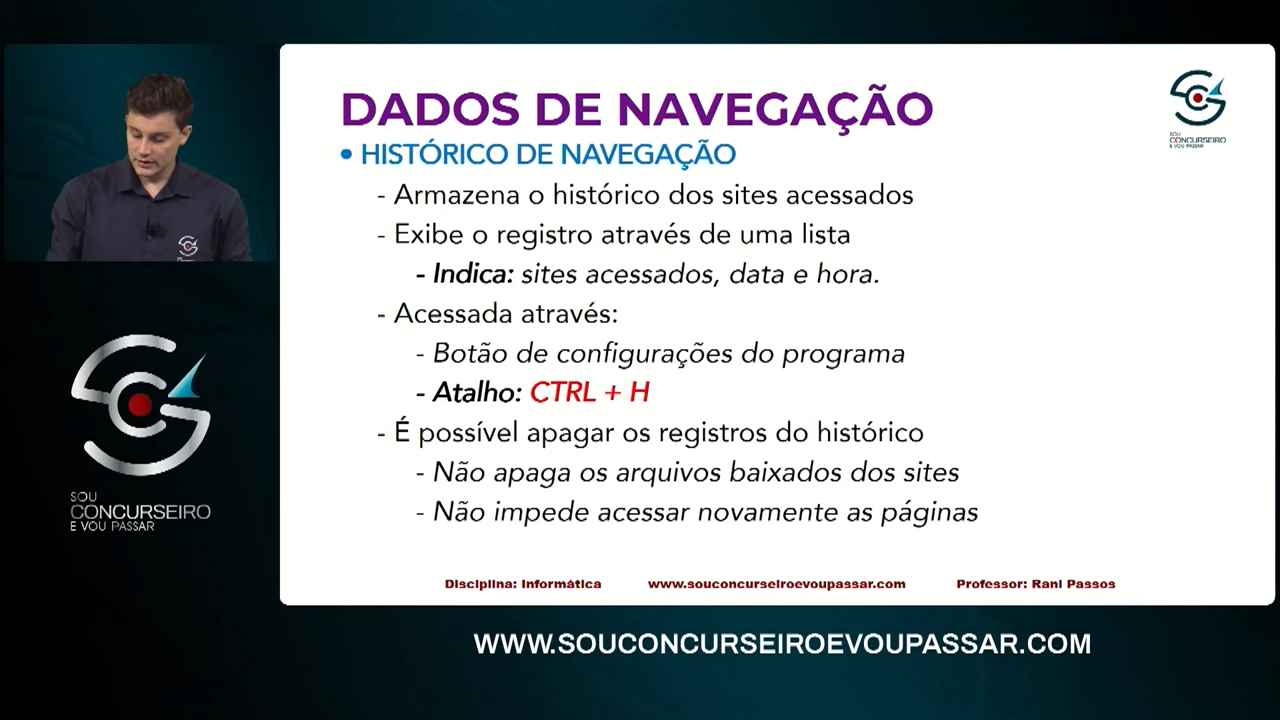 DADOS DE NAVEGAÇÃO
• HISTÓRICO DE NAVEGAÇÃO
- Armazena o histórico dos sites acessados
- Exibe o registro através de uma lista
- Indica: sites acessados, data e hora.
- Acessada através:
- Botão de configurações do programa
- Atalho: CTRL + H
- É possível apagar os registros do histórico
- Não apaga os arquivos baixados dos sites
- Não impede acessar novamente as páginas
Disciplina: Informática www.souconcurseiroevoupassar.com Professor: Rani Passos
SOU
CONCURSEIRO
E VOU PASSAR
SOU
CONCURSEIRO
E VOU PASSAR
WWW.SOUCONCURSEIROEVOUPASSAR.COM